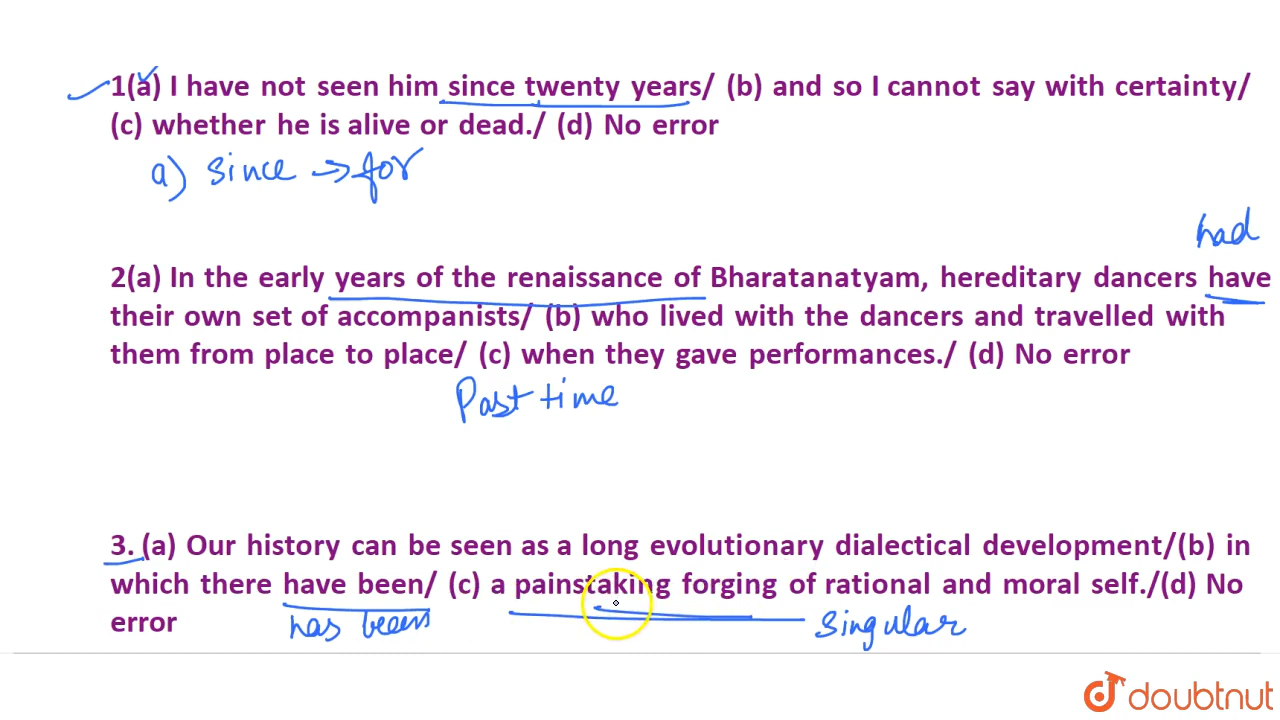 1(a) I have not seen him since twenty years/ (b) and so I cannot say with certainty/
(c) whether he is alive or dead./ (d) No error
a) since → for
had
2(a) In the early years of the renaissance of Bharatanatyam, hereditary dancers have
their own set of accompanists/ (b) who lived with the dancers and travelled with
them from place to place/ (c) when they gave performances./ (d) No error
Past time
3. (a) Our history can be seen as a long evolutionary dialectical development/(b) in
which there have been/ (c) a painstaking forging of rational and moral self./(d) No
error
has been singular
doubtnut